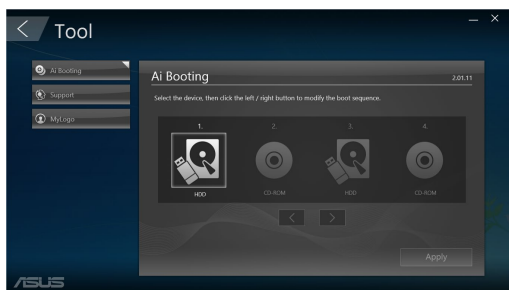 Tool
Ai Booting
Support
MyLogo
Ai Booting
2.01.11
Select the device, then click the left / right button to modify the boot sequence.
1.
2.
3.
4.
HDD
CD-ROM
HDD
CD-ROM
Apply
ASUS